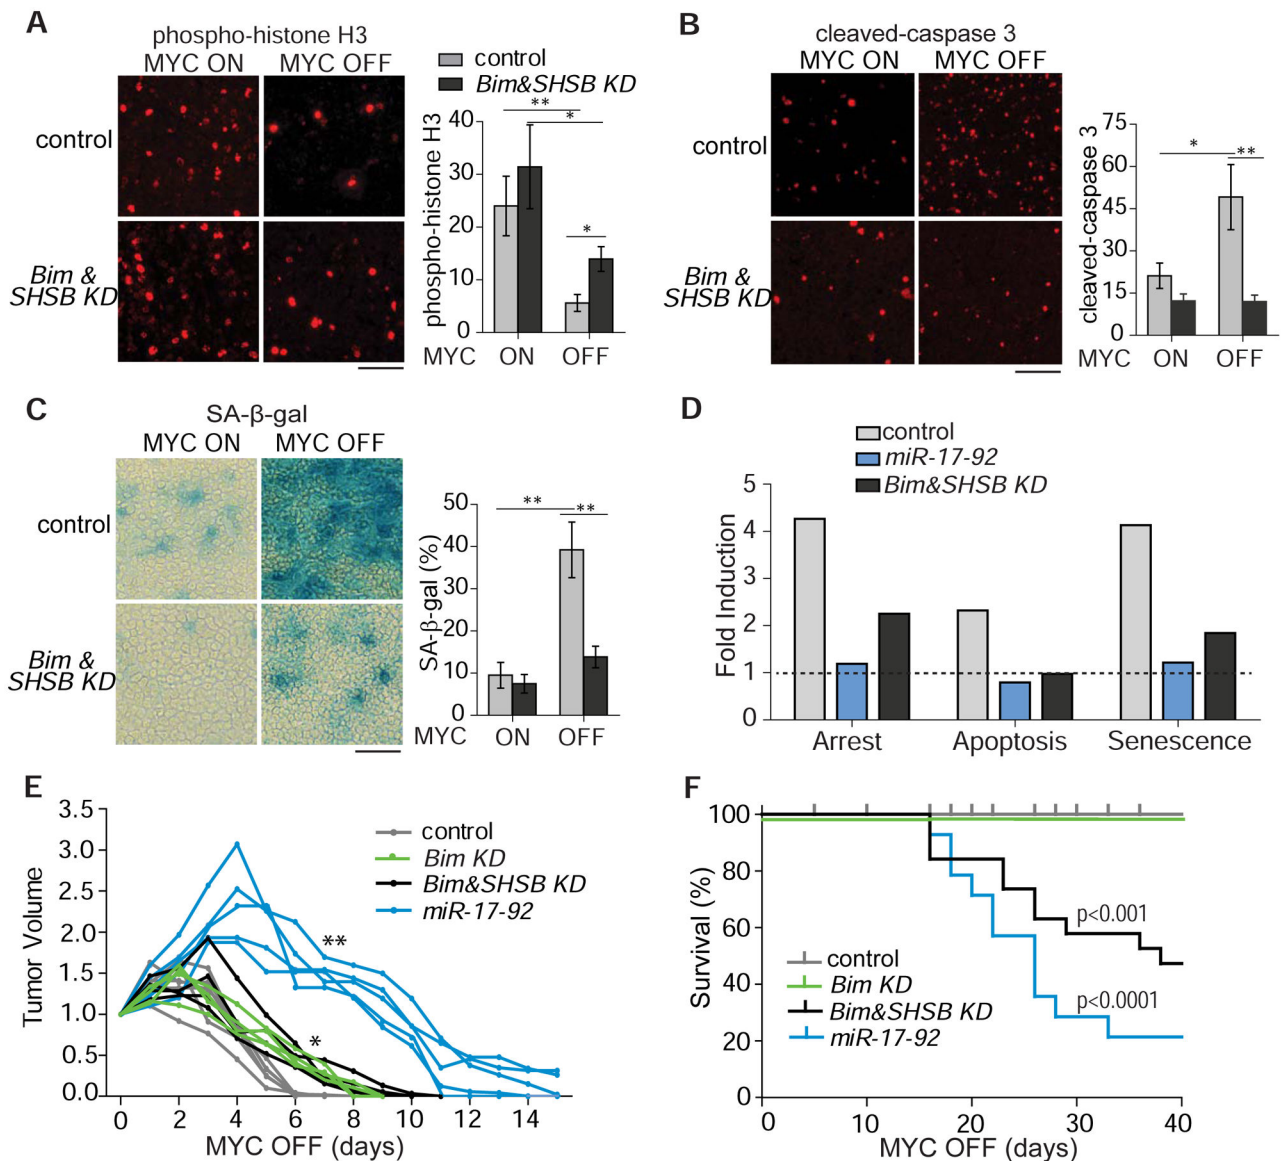 A
phospho-histone H3
MYC ON MYC OFF
control
Bim &
SHSB KD
control
Bim&SHSB KD
phospho-histone H3
40
30
20
10
0
**
*
*
MYC ON OFF
B
cleaved-caspase 3
MYC ON MYC OFF
control
Bim &
SHSB KD
cleaved-caspase 3
75
60
45
30
15
0
*
**
MYC ON OFF
C
SA-β-gal
MYC ON MYC OFF
control
Bim &
SHSB KD
SA-β-gal (%)
50
40
30
20
10
0
**
**
MYC ON OFF
D
control
miR-17-92
Bim&SHSB KD
Fold Induction
5
4
3
2
1
0
Arrest Apoptosis Senescence
E
Tumor Volume
3.5
3.0
2.5
2.0
1.5
1.0
0.5
0.0
control
Bim KD
Bim&SHSB KD
miR-17-92
**
*
0 2 4 6 8 10 12 14
MYC OFF (days)
F
Survival (%)
100
80
60
40
20
0
p<0.001
p<0.0001
control
Bim KD
Bim&SHSB KD
miR-17-92
0 10 20 30 40
MYC OFF (days)